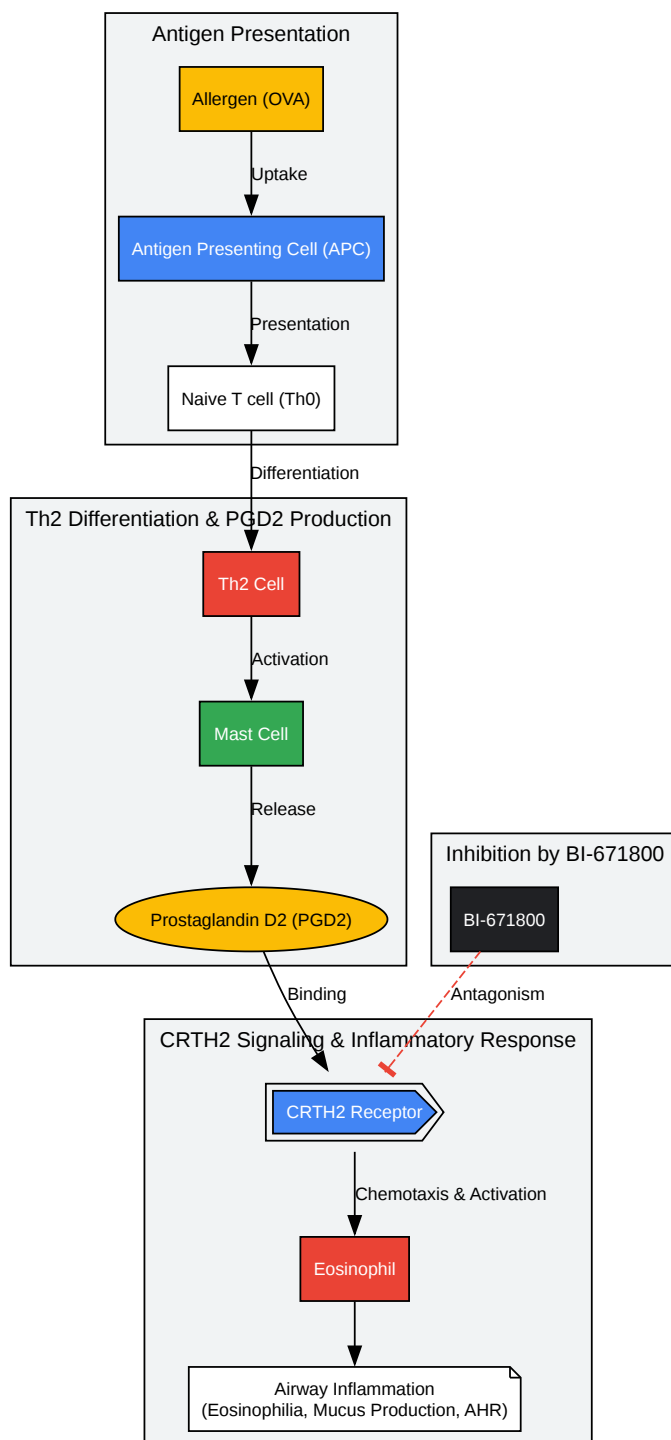 Antigen Presentation
Allergen (OVA)
Uptake
Antigen Presenting Cell (APC)
Presentation
Naive T cell (Th0)
Differentiation
Th2 Differentiation & PGD2 Production
Th2 Cell
Activation
Mast Cell
Release
Inhibition by BI-671800
BI-671800
Prostaglandin D2 (PGD2)
Binding
Antagonism
CRTH2 Signaling & Inflammatory Response
CRTH2 Receptor
Chemotaxis & Activation
Eosinophil
Airway Inflammation
(Eosinophilia, Mucus Production, AHR)